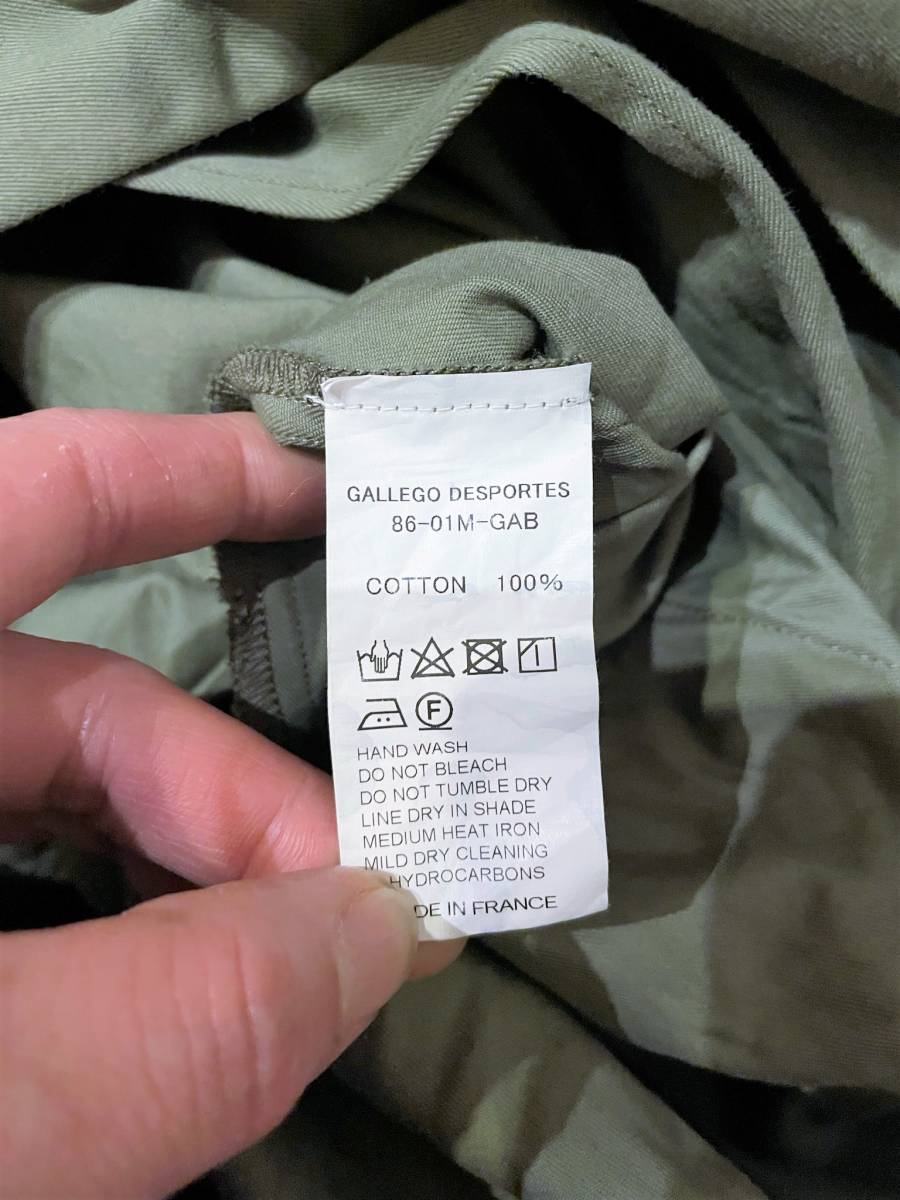 GALLEGO DESPORTES
86-01M-GAB
COTTON 100%
F
HAND WASH
DO NOT BLEACH
DO NOT TUMBLE DRY
LINE DRY IN SHADE
MEDIUM HEAT IRON
MILD DRY CLEANING
HYDROCARBONS
DE IN FRANCE